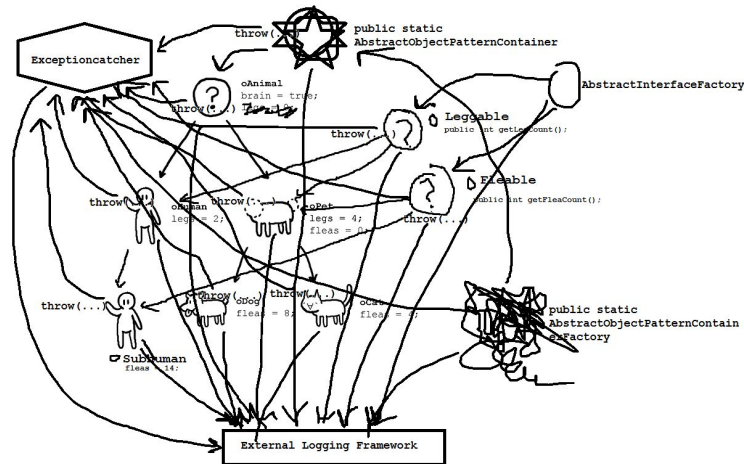 Exceptioncatcher
throw(...)
public static
AbstractObjectPatternContainer
oAnimal
brain = true;
throw(...)
AbstractInterfaceFactory
Leggable
public int getLegCount();
throw(...)
Fleable
public int getFleaCount();
throw(...)
throw(...)
oHuman
legs = 2;
throw(...)
oPet
legs = 4;
fleas = 0;
throw(...)
Subhuman
fleas = 14;
throw(...)
oDog
fleas = 8;
throw(...)
oCat
fleas = 4;
public static
AbstractObjectPatternContain
erFactory
External Logging Framework